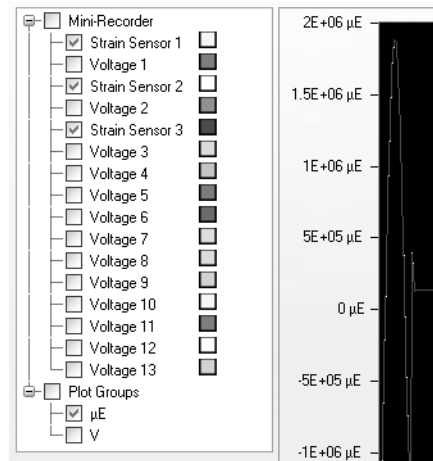 Mini-Recorder
Strain Sensor 1
Voltage 1
Strain Sensor 2
Voltage 2
Strain Sensor 3
Voltage 3
Voltage 4
Voltage 5
Voltage 6
Voltage 7
Voltage 8
Voltage 9
Voltage 10
Voltage 11
Voltage 12
Voltage 13
Plot Groups
µE
V
2E+06 µE
1.5E+06 µE
1E+06 µE
5E+05 µE
0 µE
-5E+05 µE
-1E+06 µE